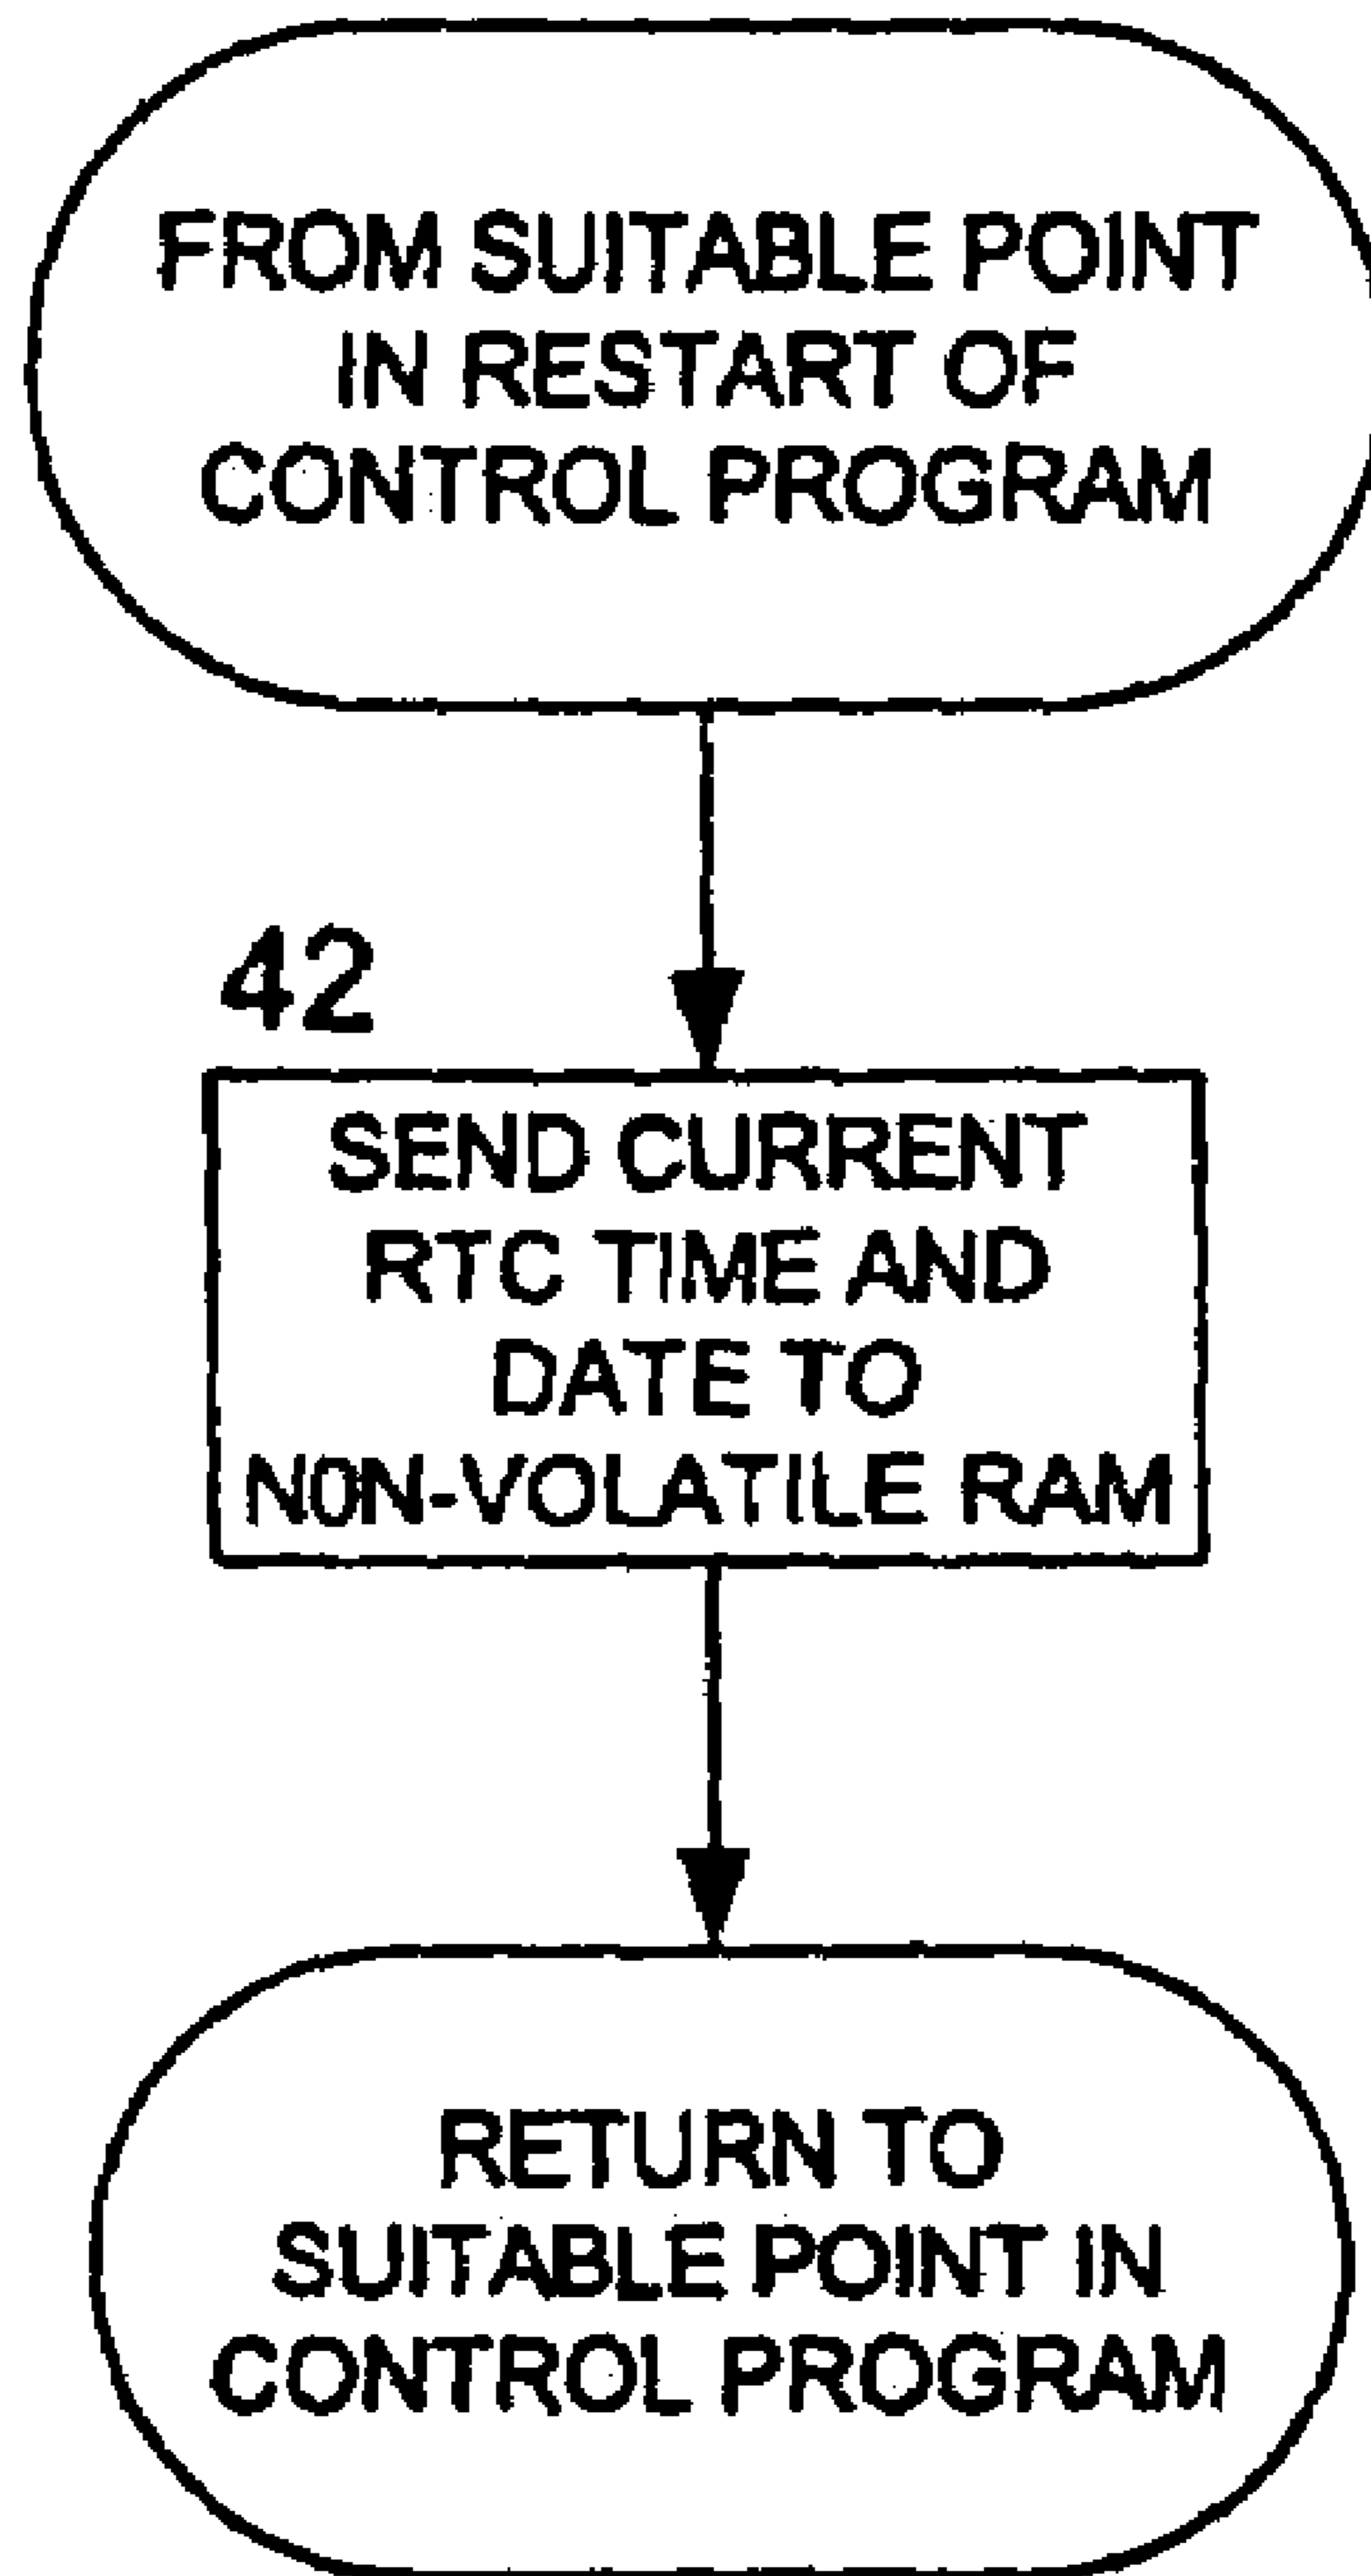 FROM SUITABLE POINT
IN RESTART OF
CONTROL PROGRAM
42
SEND CURRENT
RTC TIME AND
DATE TO
NON-VOLATILE RAM
RETURN TO
SUITABLE POINT IN
CONTROL PROGRAM